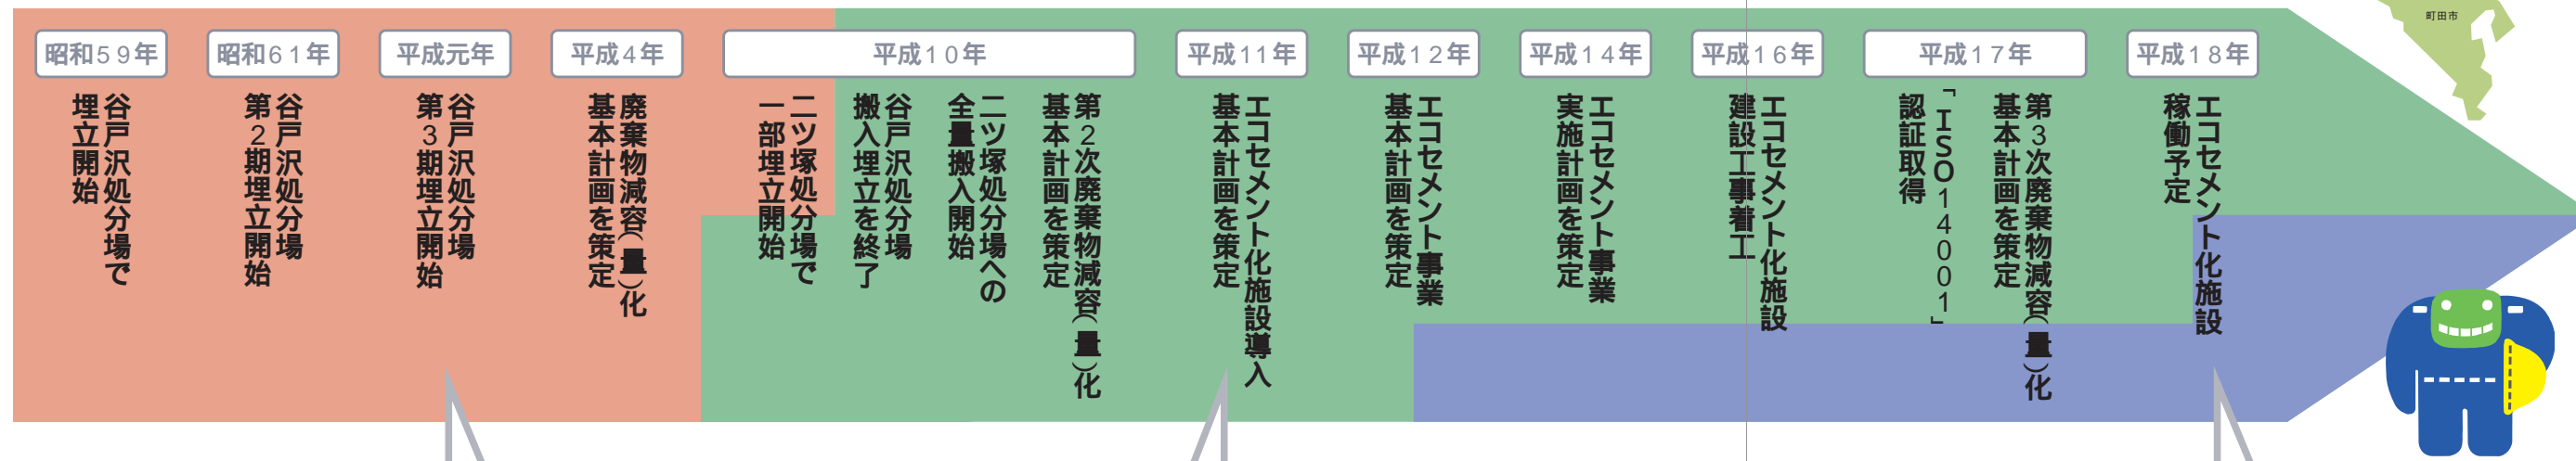 昭和59年
谷戸沢処分場で
埋立開始
昭和61年
谷戸沢処分場
第2期埋立開始
平成元年
谷戸沢処分場
第3期埋立開始
平成4年
廃棄物減容(量)化
基本計画を策定
平成10年
二ツ塚処分場で
一部埋立開始
谷戸沢処分場
搬入埋立を終了
二ツ塚処分場への
全量搬入開始
第2次廃棄物減容(量)化
基本計画を策定
平成11年
エコセメント化施設導入
基本計画を策定
平成12年
エコセメント事業
基本計画を策定
平成14年
エコセメント事業
実施計画を策定
平成16年
エコセメント化施設
建設工事着工
平成17年
第3次廃棄物減容(量)化
基本計画を策定
「ISO14001」
認証取得
平成18年
エコセメント化施設
稼働予定
町田市